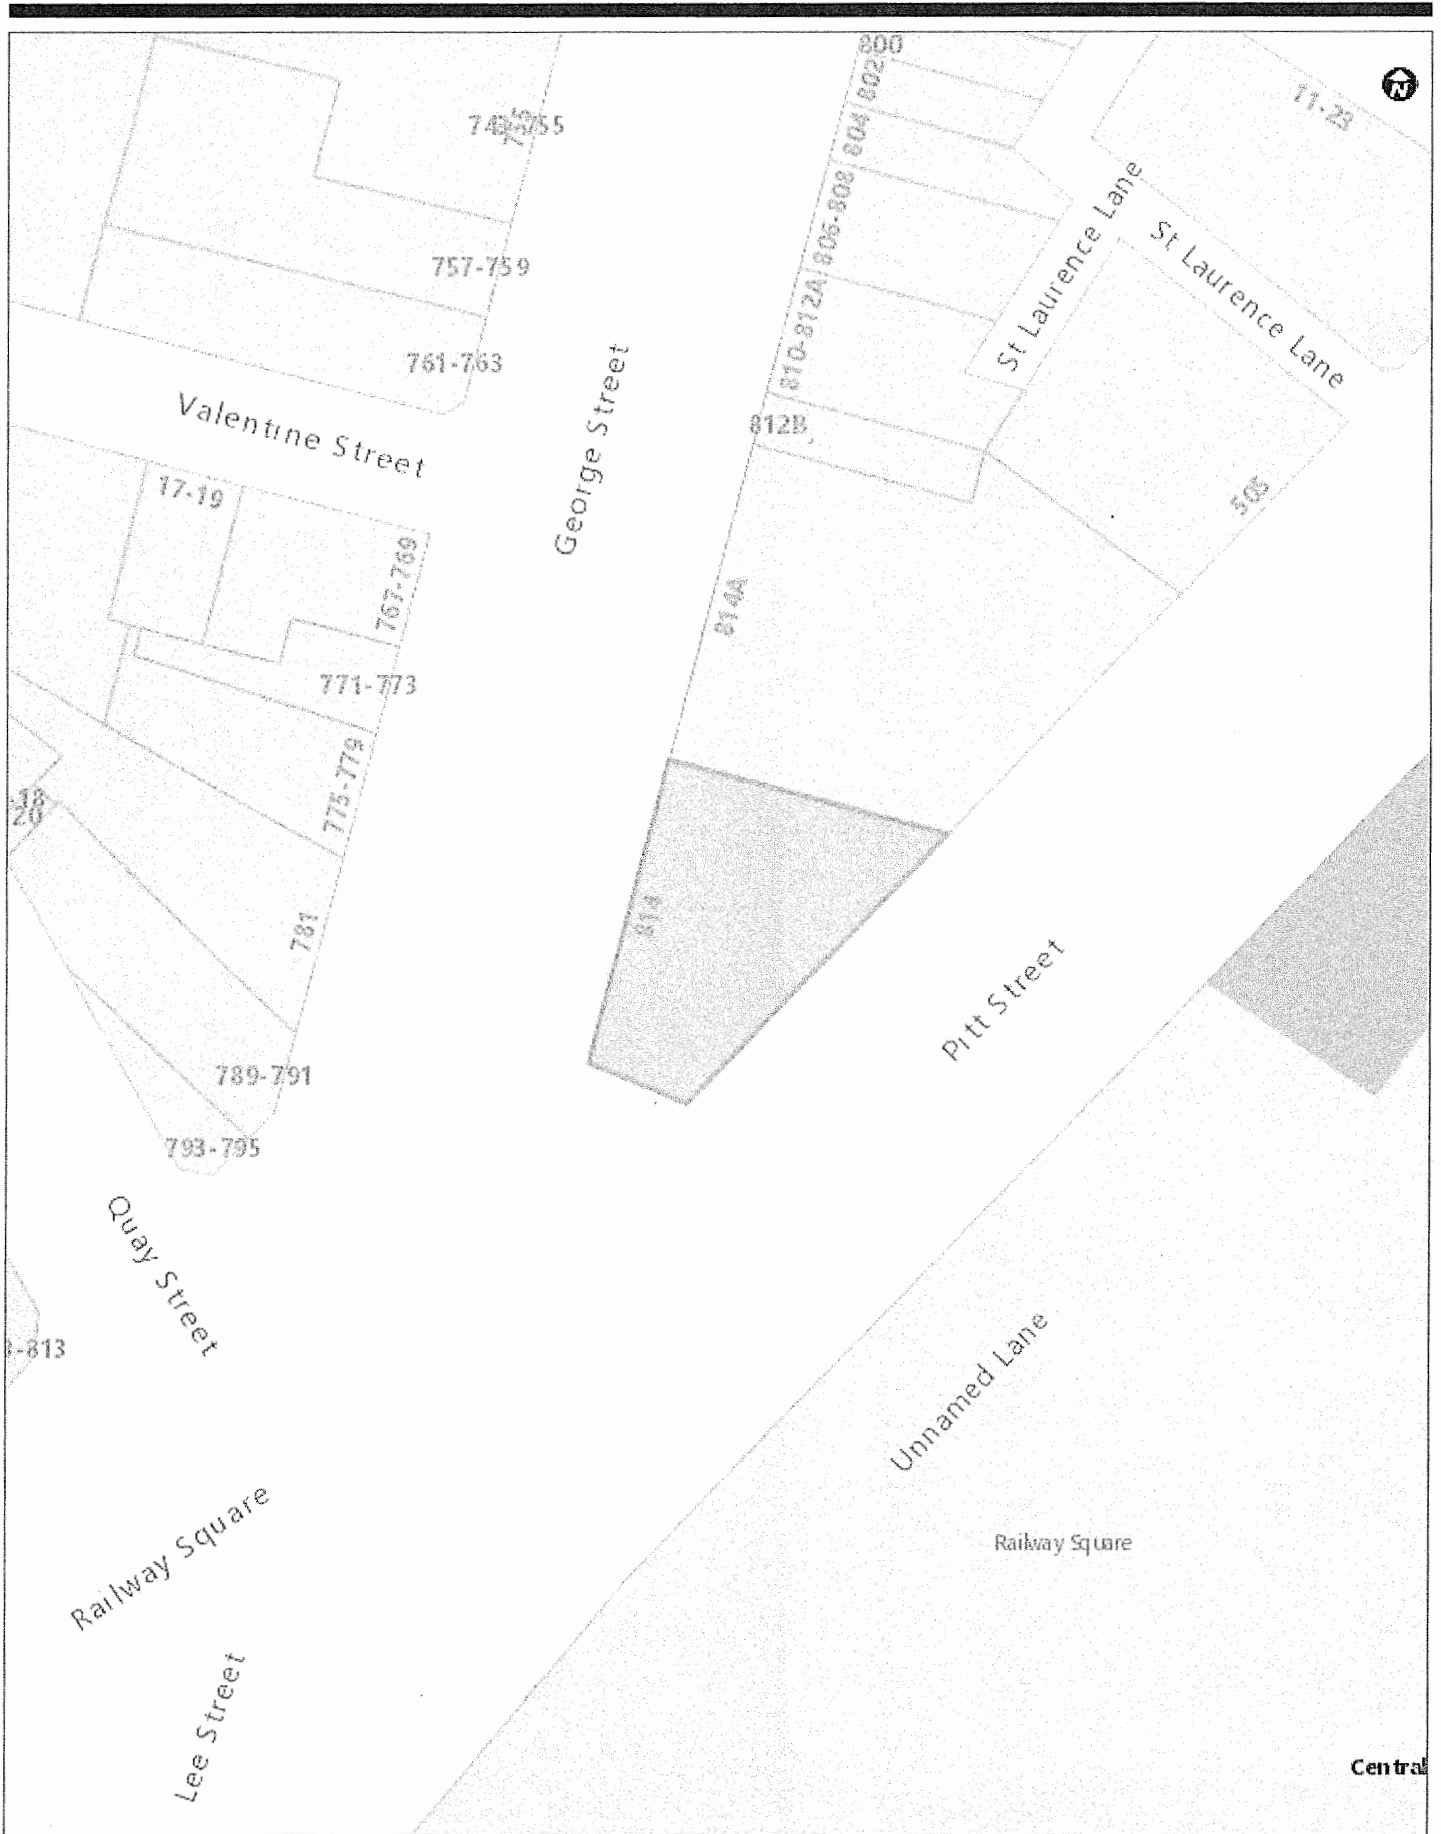 800
802
N
11-23
804
757-759
806-808
St Laurence Lane
St Laurence Lane
761-763
810-812A
Valentine Street
George Street
812B
17-19
505
767-769
814A
771-773
775-779
20
814
781
Pitt Street
789-791
793-795
Quay Street
-813
Unnamed Lane
Railway Square
Railway Square
Lee Street
Central